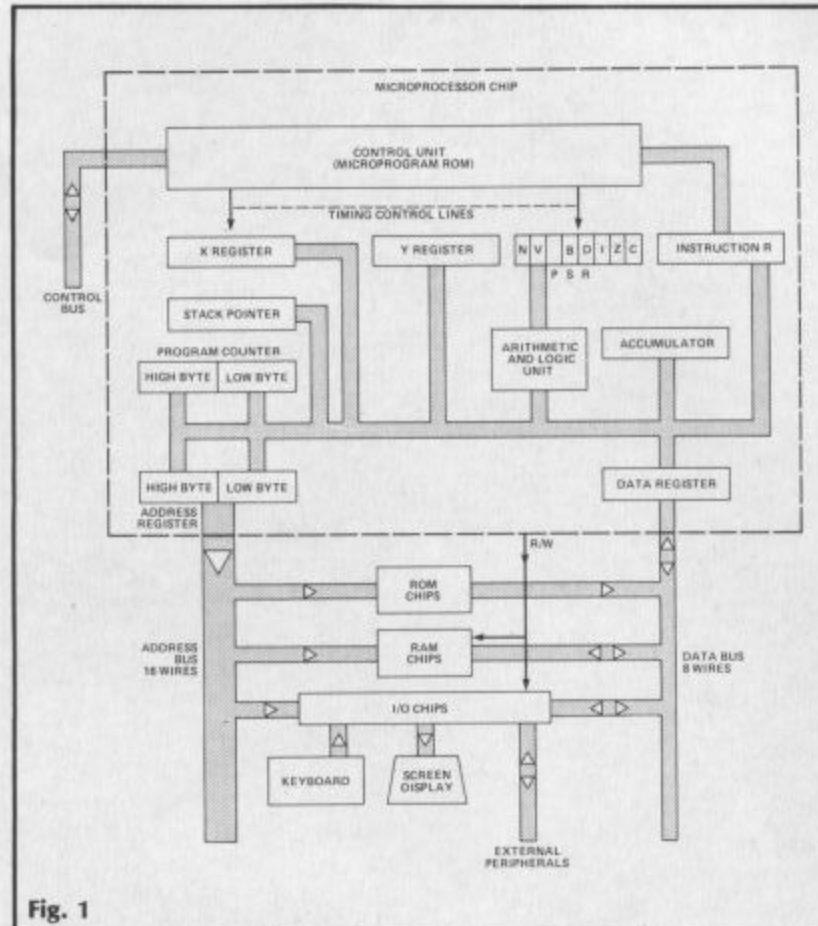 MICROPROCESSOR CHIP
CONTROL UNIT
(MICROPROGRAM ROM)
TIMING CONTROL LINES
X REGISTER
Y REGISTER
N V B D I Z C
P S R
INSTRUCTION R
CONTROL
BUS
STACK POINTER
ARITHMETIC
AND LOGIC
UNIT
ACCUMULATOR
PROGRAM COUNTER
HIGH BYTE LOW BYTE
HIGH BYTE LOW BYTE
ADDRESS
REGISTER
DATA REGISTER
R/W
ROM
CHIPS
ADDRESS
BUS
16 WIRES
RAM
CHIPS
DATA BUS
8 WIRES
I/O CHIPS
KEYBOARD
SCREEN
DISPLAY
EXTERNAL
PERIPHERALS
Fig. 1